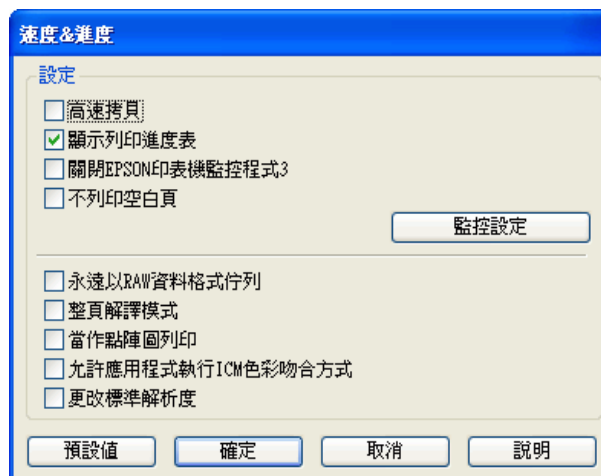 速度&進度
設定
高速拷貝
顯示列印進度表
關閉EPSON印表機監控程式3
不列印空白頁
監控設定
永遠以RAW資料格式佇列
整頁解譯模式
當作點陣圖列印
允許應用程式執行ICM色彩吻合方式
更改標準解析度
預設值
確定
取消
說明